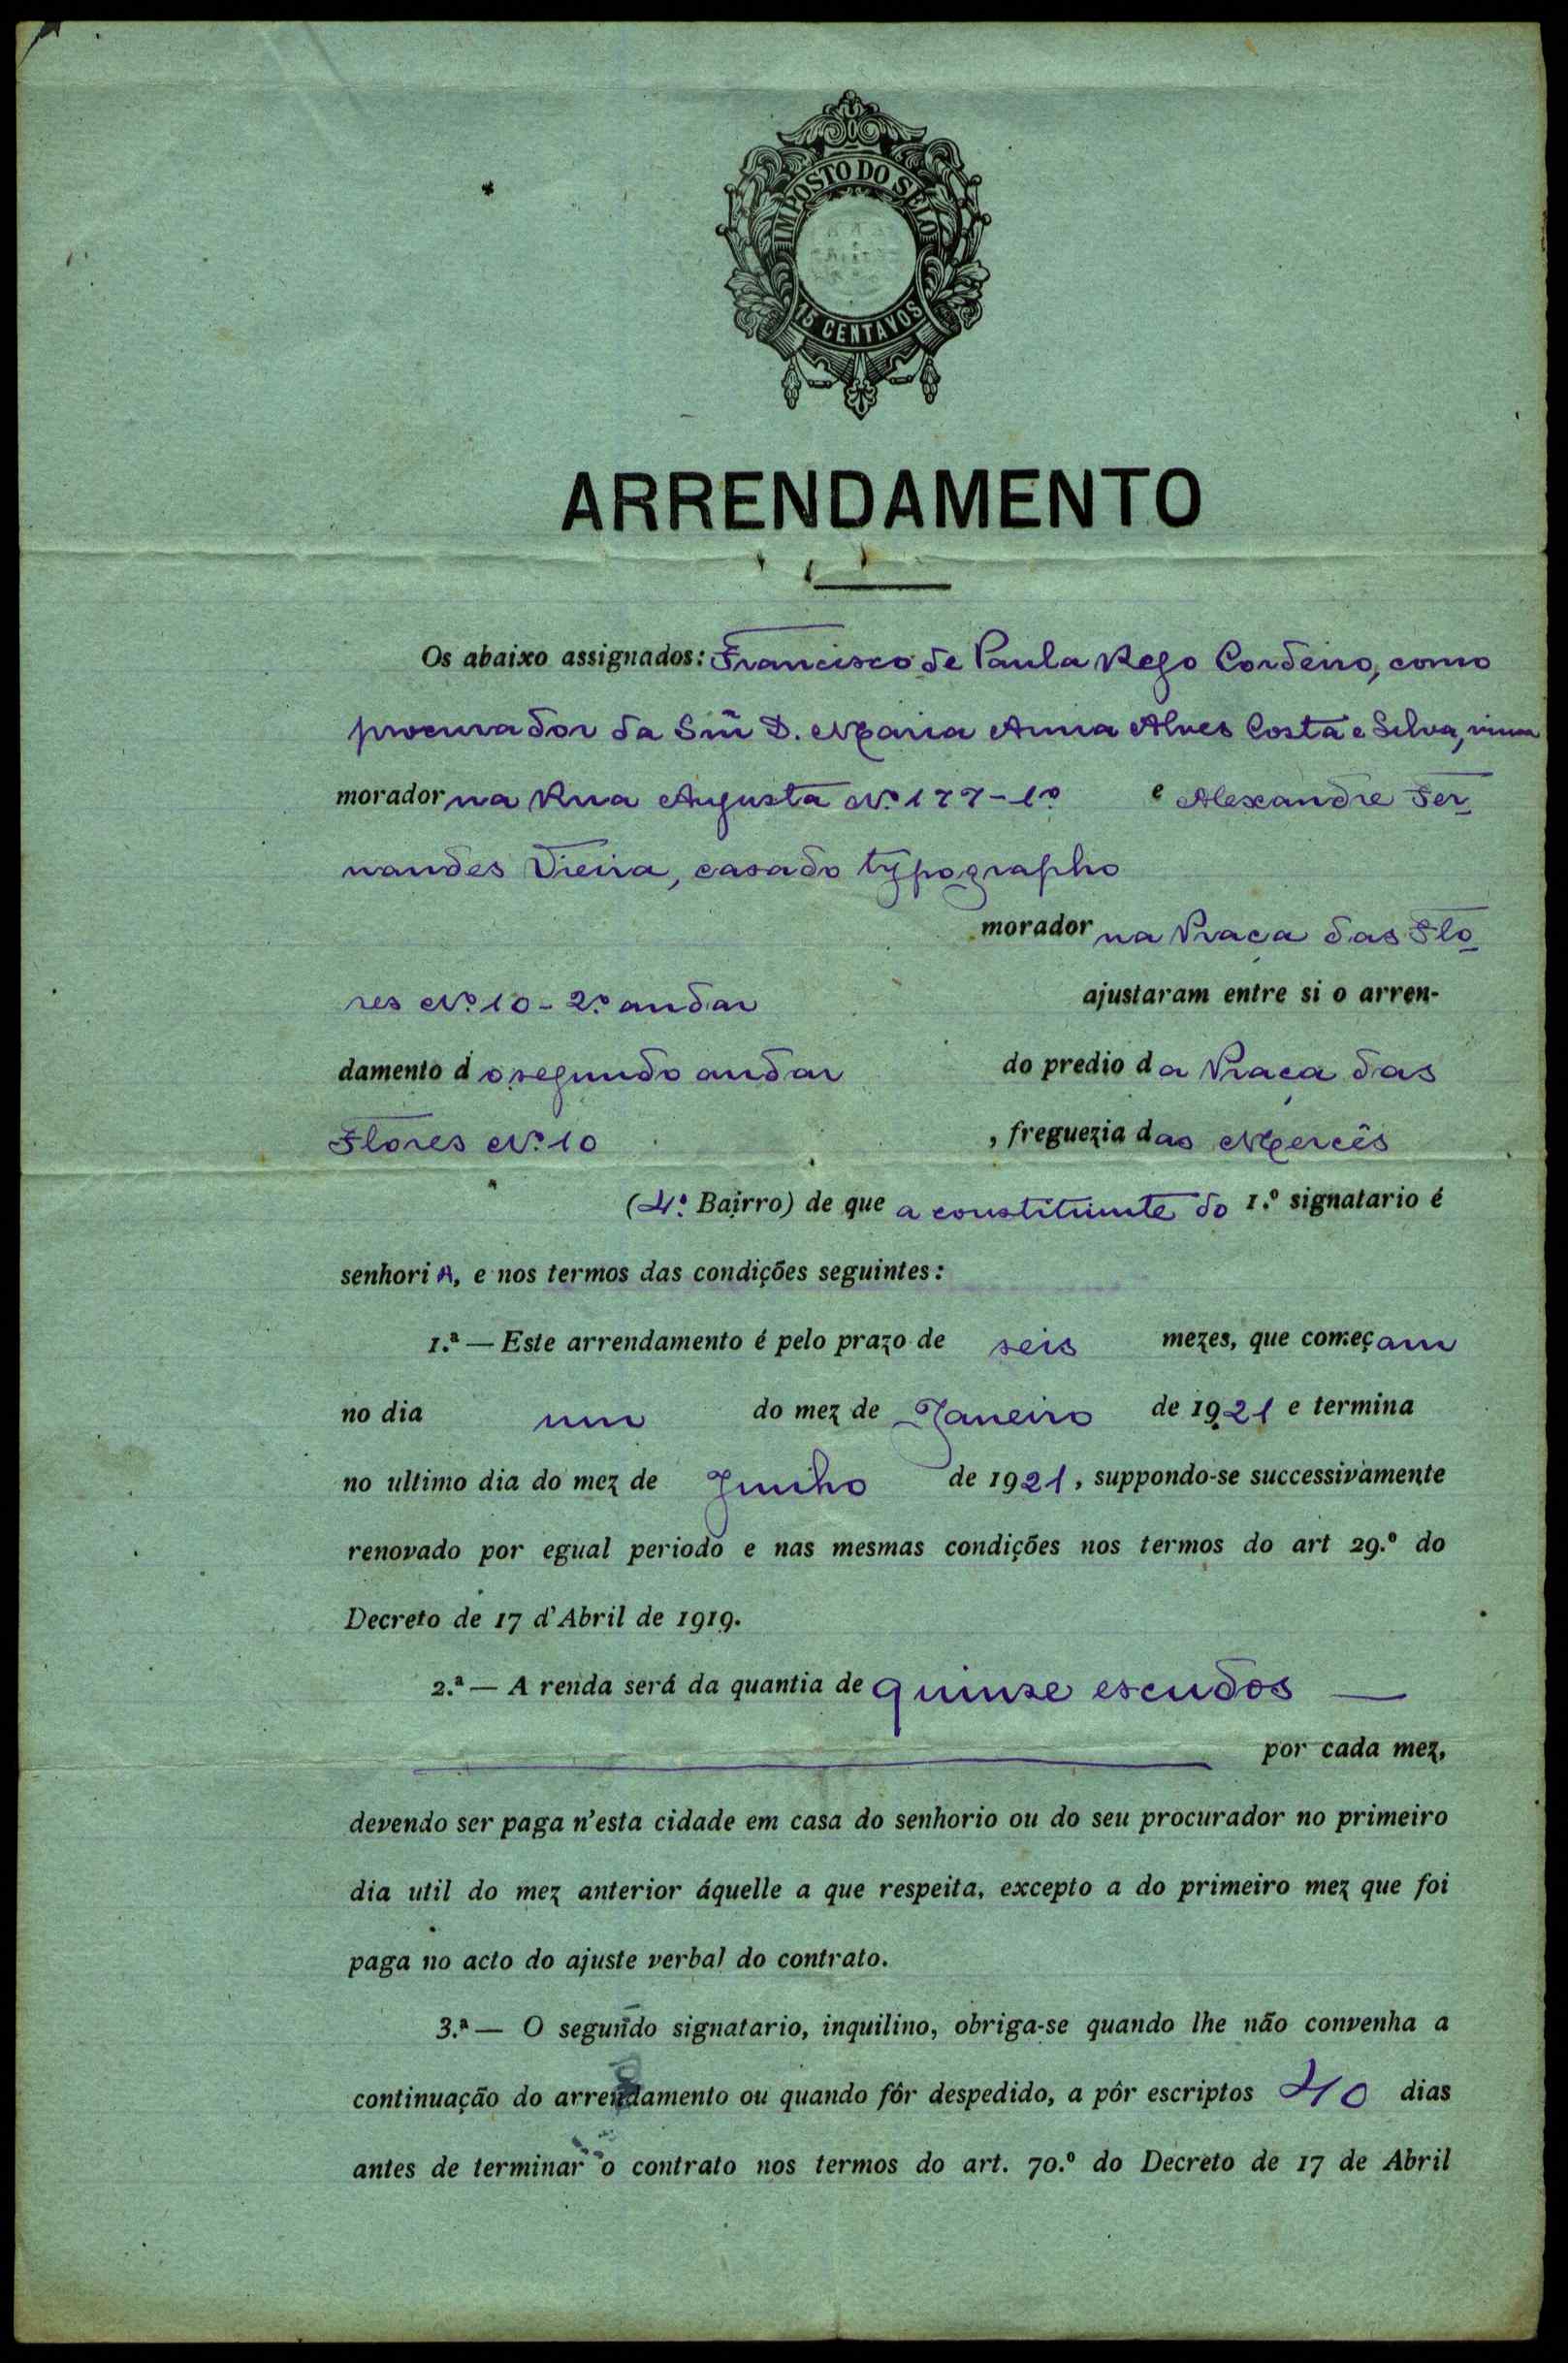 IMPOSTO DO SELO
15 CENTAVOS
ARRENDAMENTO
Os abaixo assignados: Francisco de Paula Rego Cordeiro, como
procurador da Snr̃ D. Maria Anna Alves Costa e Silva, viuva
morador na Rua Augusta Nº 177-1º e Alexandre Fer-
nandes Vieira, casado typographo
morador na Praça das Flo-
res Nº 10-2º andar ajustaram entre si o arren-
damento do segundo andar do predio da Praça das
Flores Nº 10, freguezia das Mercês
(4º Bairro) de que a constituinte do 1.º signatario é
senhoriA, e nos termos das condições seguintes:
1.ª — Este arrendamento é pelo prazo de seis mezes, que começam
no dia um do mez de Janeiro de 1921 e termina
no ultimo dia do mez de Junho de 1921, suppondo-se successivamente
renovado por egual periodo e nas mesmas condições nos termos do art 29.º do
Decreto de 17 d'Abril de 1919.
2.ª — A renda será da quantia de quinse escudos —
por cada mez,
devendo ser paga n'esta cidade em casa do senhorio ou do seu procurador no primeiro
dia util do mez anterior áquelle a que respeita, excepto a do primeiro mez que foi
paga no acto do ajuste verbal do contrato.
3.ª — O segundo signatario, inquilino, obriga-se quando lhe não convenha a
continuação do arrendamento ou quando fôr despedido, a pôr escriptos 40 dias
antes de terminar o contrato nos termos do art. 70.º do Decreto de 17 de Abril